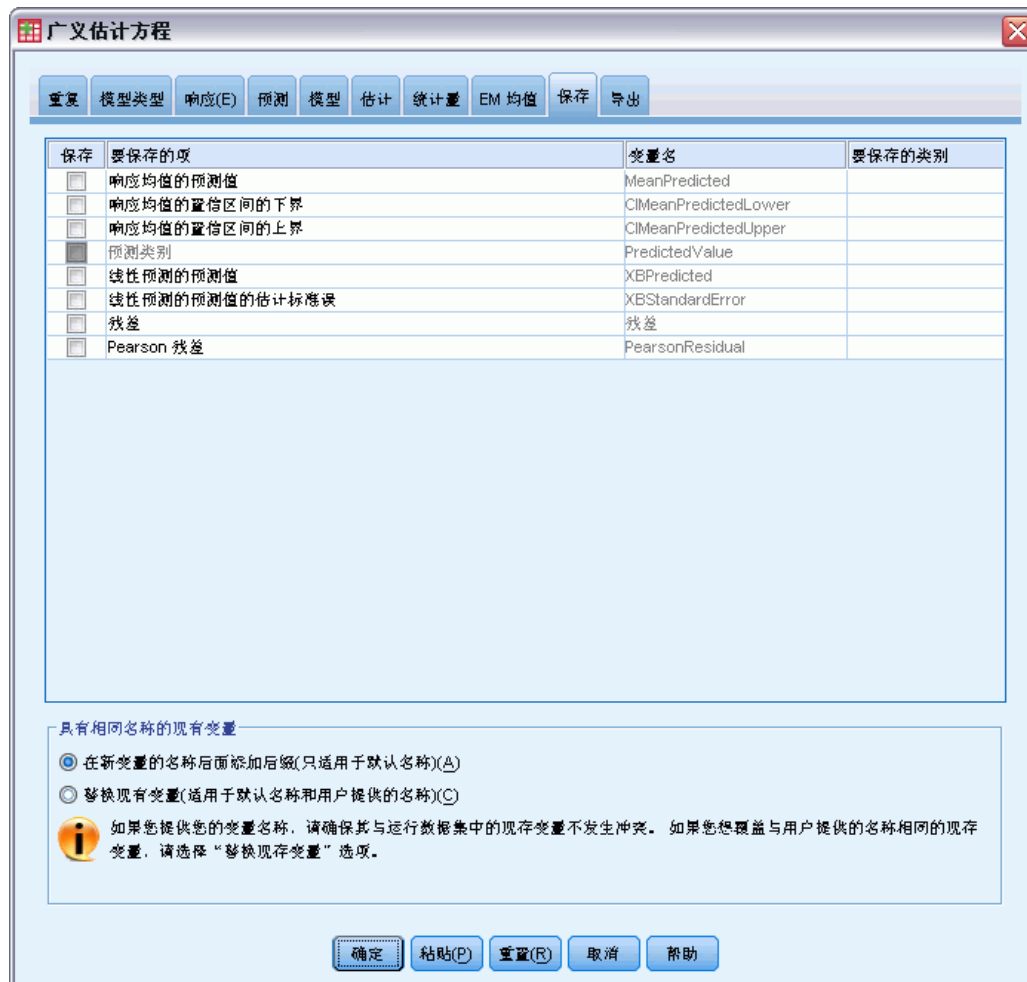 广义估计方程
重复 模型类型 响应(E) 预测 模型 估计 统计量 EM 均值 保存 导出
保存 要保存的项 变量名 要保存的类别
响应均值的预测值 MeanPredicted
响应均值的置信区间的下界 CIMeanPredictedLower
响应均值的置信区间的上界 CIMeanPredictedUpper
预测类别 PredictedValue
线性预测的预测值 XBPredicted
线性预测的预测值的估计标准误 XBStandardError
残差 残差
Pearson 残差 PearsonResidual
具有相同名称的现有变量
在新变量的名称后面添加后缀(只适用于默认名称)(A)
替换现有变量(适用于默认名称和用户提供的名称)(C)
如果您提供您的变量名称，请确保其与运行数据集中的现存变量不发生冲突。 如果您想覆盖与用户提供的名称相同的现存
变量，请选择“替换现存变量”选项。
确定 粘贴(P) 重置(R) 取消 帮助